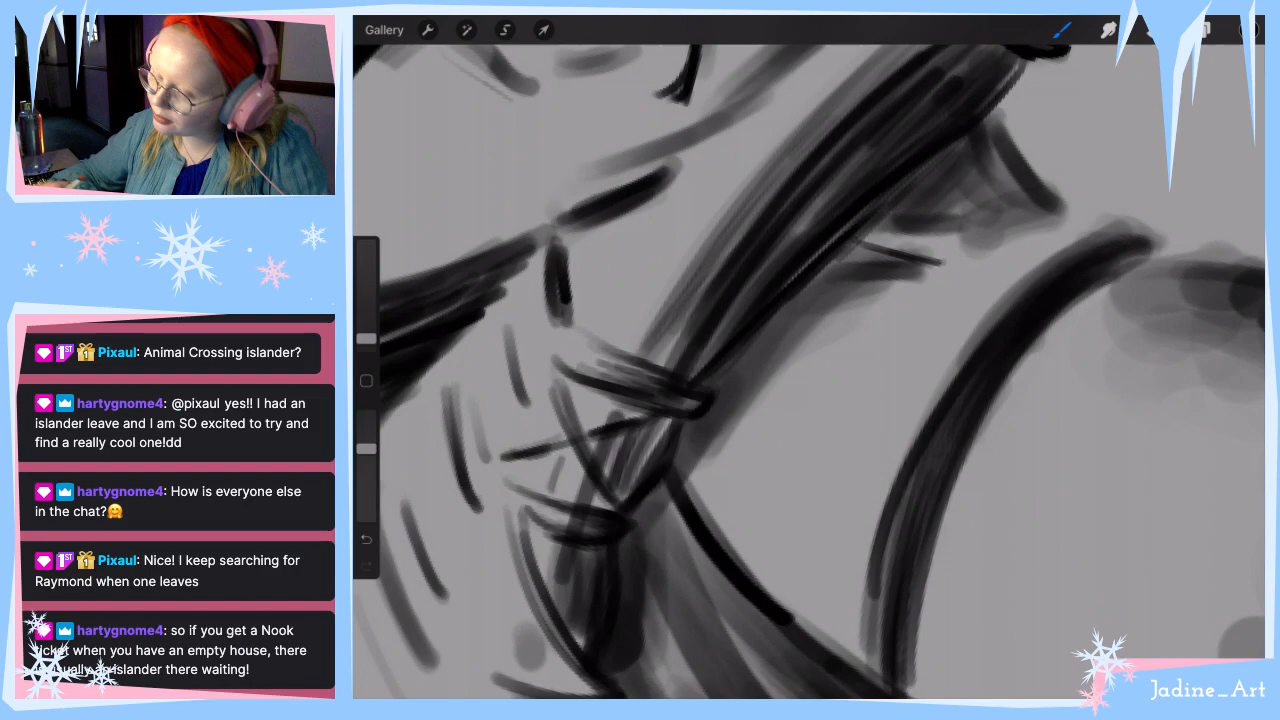 Gallery
Pixaul: Animal Crossing islander?
hartygnome4: @pixaul yes!! I had an
islander leave and I am SO excited to try and
find a really cool one!dd
hartygnome4: How is everyone else
in the chat?🤗
Pixaul: Nice! I keep searching for
Raymond when one leaves
hartygnome4: so if you get a Nook
ticket when you have an empty house, there
islander there waiting!
Jadine_Art